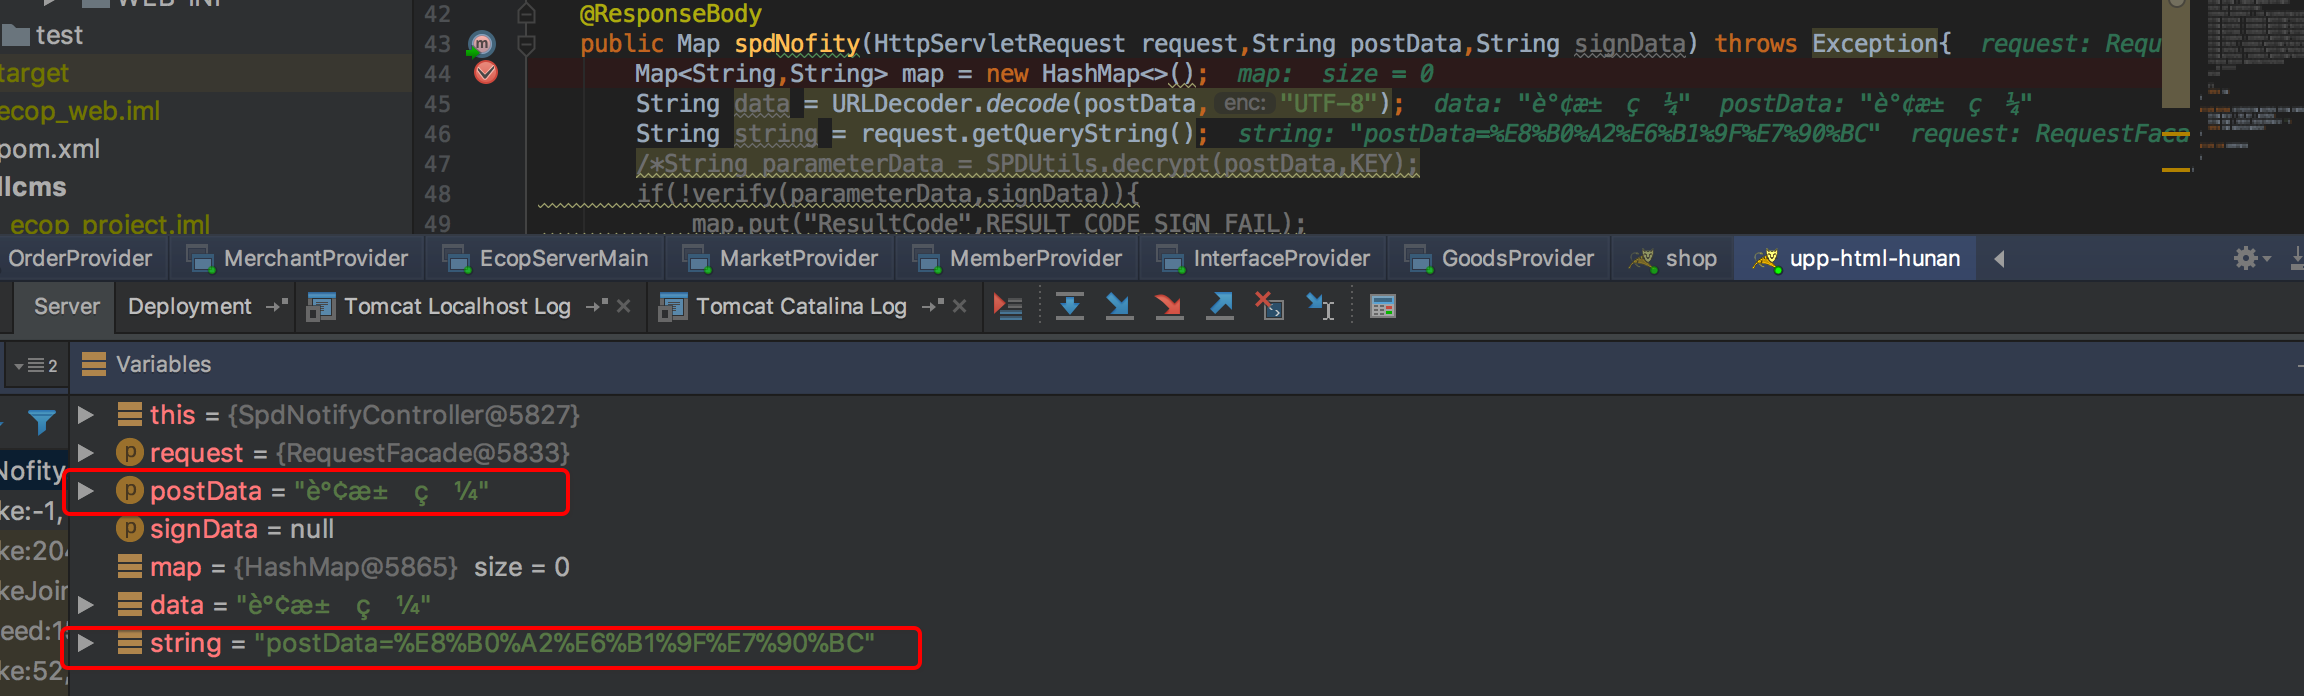 test
target
ecop_web.iml
pom.xml
llcms
ecop_project.iml
42 @ResponseBody
43 public Map spdNofity(HttpServletRequest request,String postData,String signData) throws Exception{ request: Requ
44 Map<String,String> map = new HashMap<>(); map: size = 0
45 String data = URLDecoder.decode(postData, enc: "UTF-8"); data: "è°¢æ± ç ¼" postData: "è°¢æ± ç ¼"
46 String string = request.getQueryString(); string: "postData=%E8%B0%A2%E6%B1%9F%E7%90%BC" request: RequestFaca
47 /*String parameterData = SPDUtils.decrypt(postData,KEY);
48 if(!verify(parameterData,signData)){
49 map.put("ResultCode",RESULT_CODE_SIGN_FAIL);
OrderProvider MerchantProvider EcopServerMain MarketProvider MemberProvider InterfaceProvider GoodsProvider shop upp-html-hunan
Server Deployment Tomcat Localhost Log Tomcat Catalina Log
2 Variables
this = {SpdNotifyController@5827}
request = {RequestFacade@5833}
Nofity
postData = "è°¢æ± ç ¼"
ke:-1,
signData = null
ke:204
map = {HashMap@5865} size = 0
keJoin
data = "è°¢æ± ç ¼"
eed:1
string = "postData=%E8%B0%A2%E6%B1%9F%E7%90%BC"
ke:52,